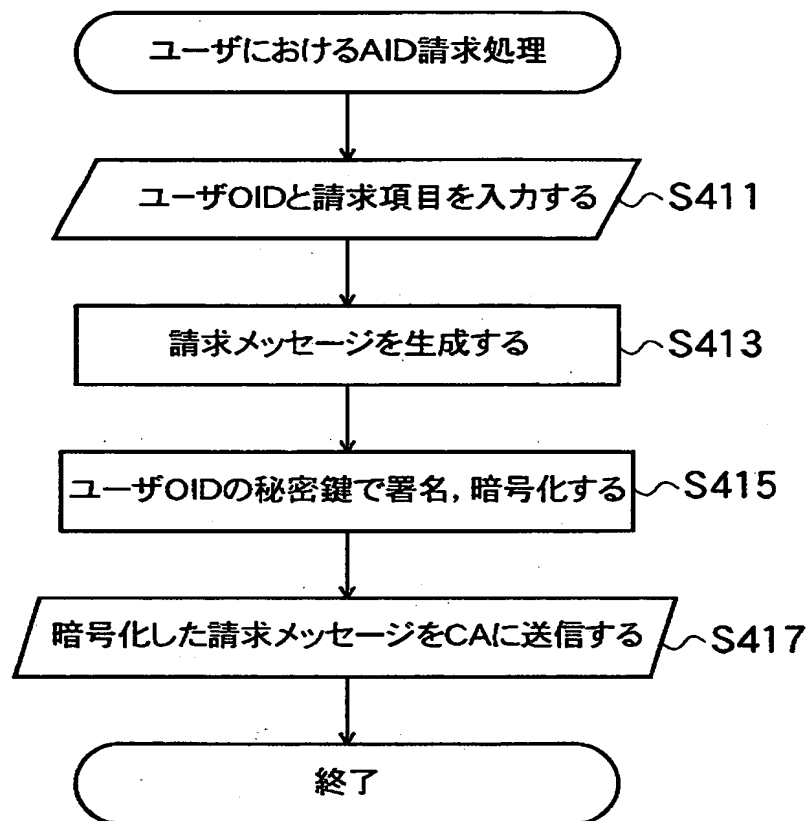 ユーザにおけるAID請求処理
ユーザOIDと請求項目を入力する
S411
請求メッセージを生成する
S413
ユーザOIDの秘密鍵で署名,暗号化する
S415
暗号化した請求メッセージをCAに送信する
S417
終了